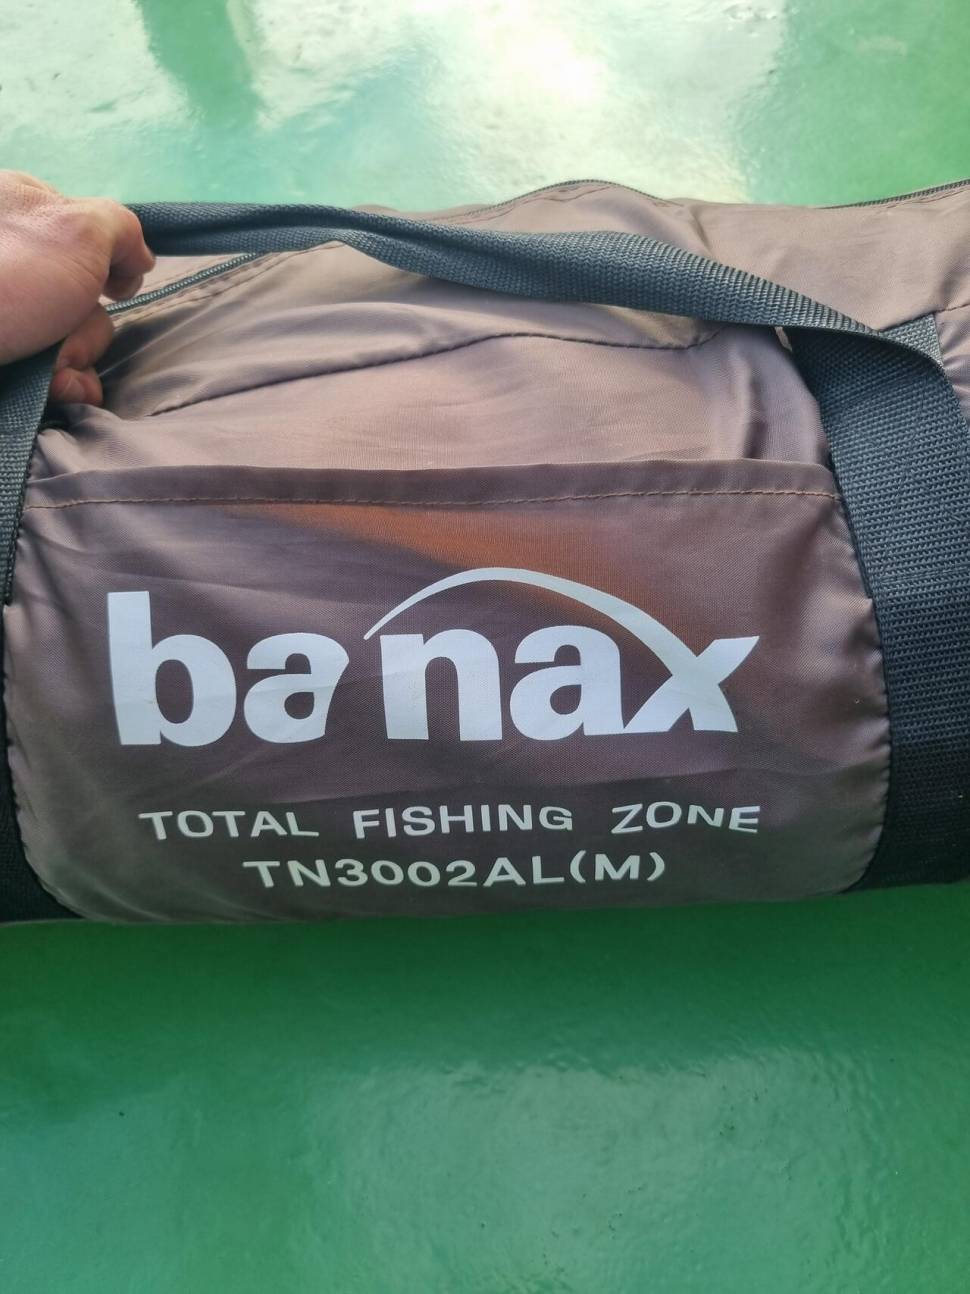 banax
TOTAL FISHING ZONE
TN3002AL(M)